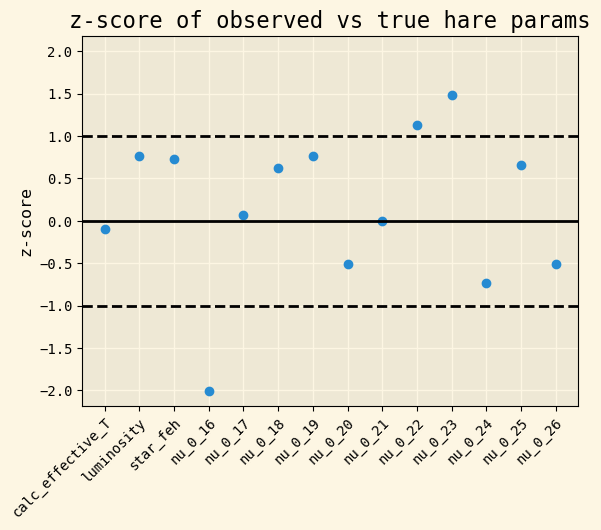 z-score of observed vs true hare params
z-score
2.0
1.5
1.0
0.5
0.0
−0.5
−1.0
−1.5
−2.0
calc_effective_T
luminosity
star_feh
nu_0_16
nu_0_17
nu_0_18
nu_0_19
nu_0_20
nu_0_21
nu_0_22
nu_0_23
nu_0_24
nu_0_25
nu_0_26